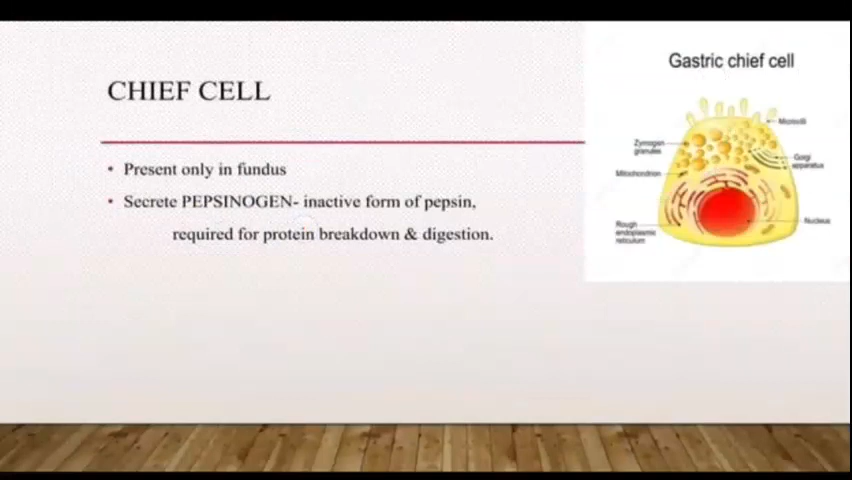 CHIEF CELL
• Present only in fundus
• Secrete PEPSINOGEN- inactive form of pepsin,
required for protein breakdown & digestion.
Gastric chief cell
Microvilli
Zymogen
granules
Golgi
apparatus
Mitochondrion
Nucleus
Rough
endoplasmic
reticulum